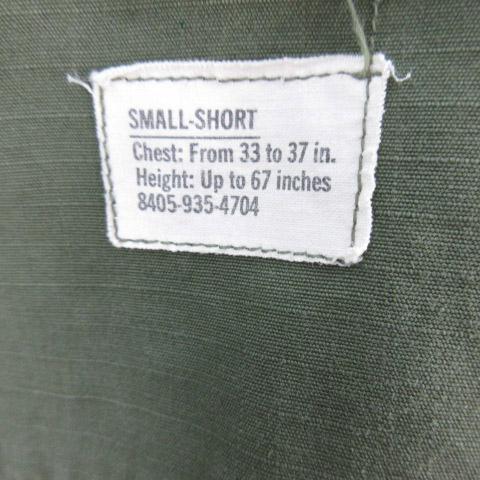 SMALL-SHORT
Chest: From 33 to 37 in.
Height: Up to 67 inches
8405-935-4704